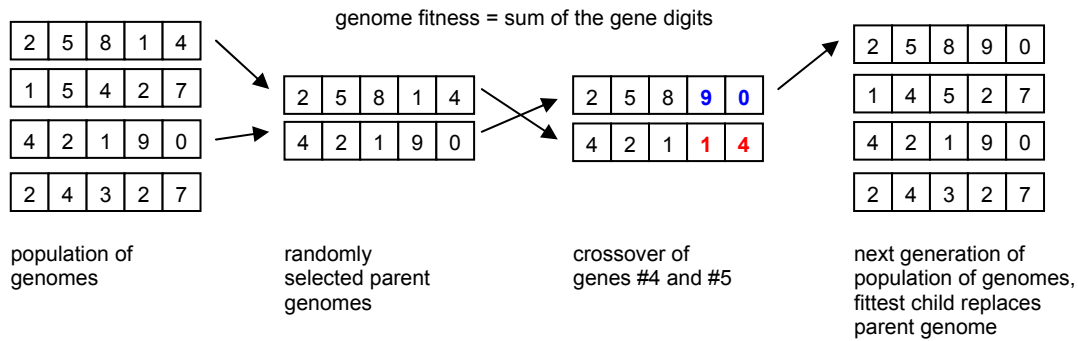 genome fitness = sum of the gene digits
2 5 8 1 4
1 5 4 2 7
4 2 1 9 0
2 4 3 2 7
population of
genomes
2 5 8 1 4
4 2 1 9 0
randomly
selected parent
genomes
2 5 8 9 0
4 2 1 1 4
crossover of
genes #4 and #5
2 5 8 9 0
1 4 5 2 7
4 2 1 9 0
2 4 3 2 7
next generation of
population of genomes,
fittest child replaces
parent genome